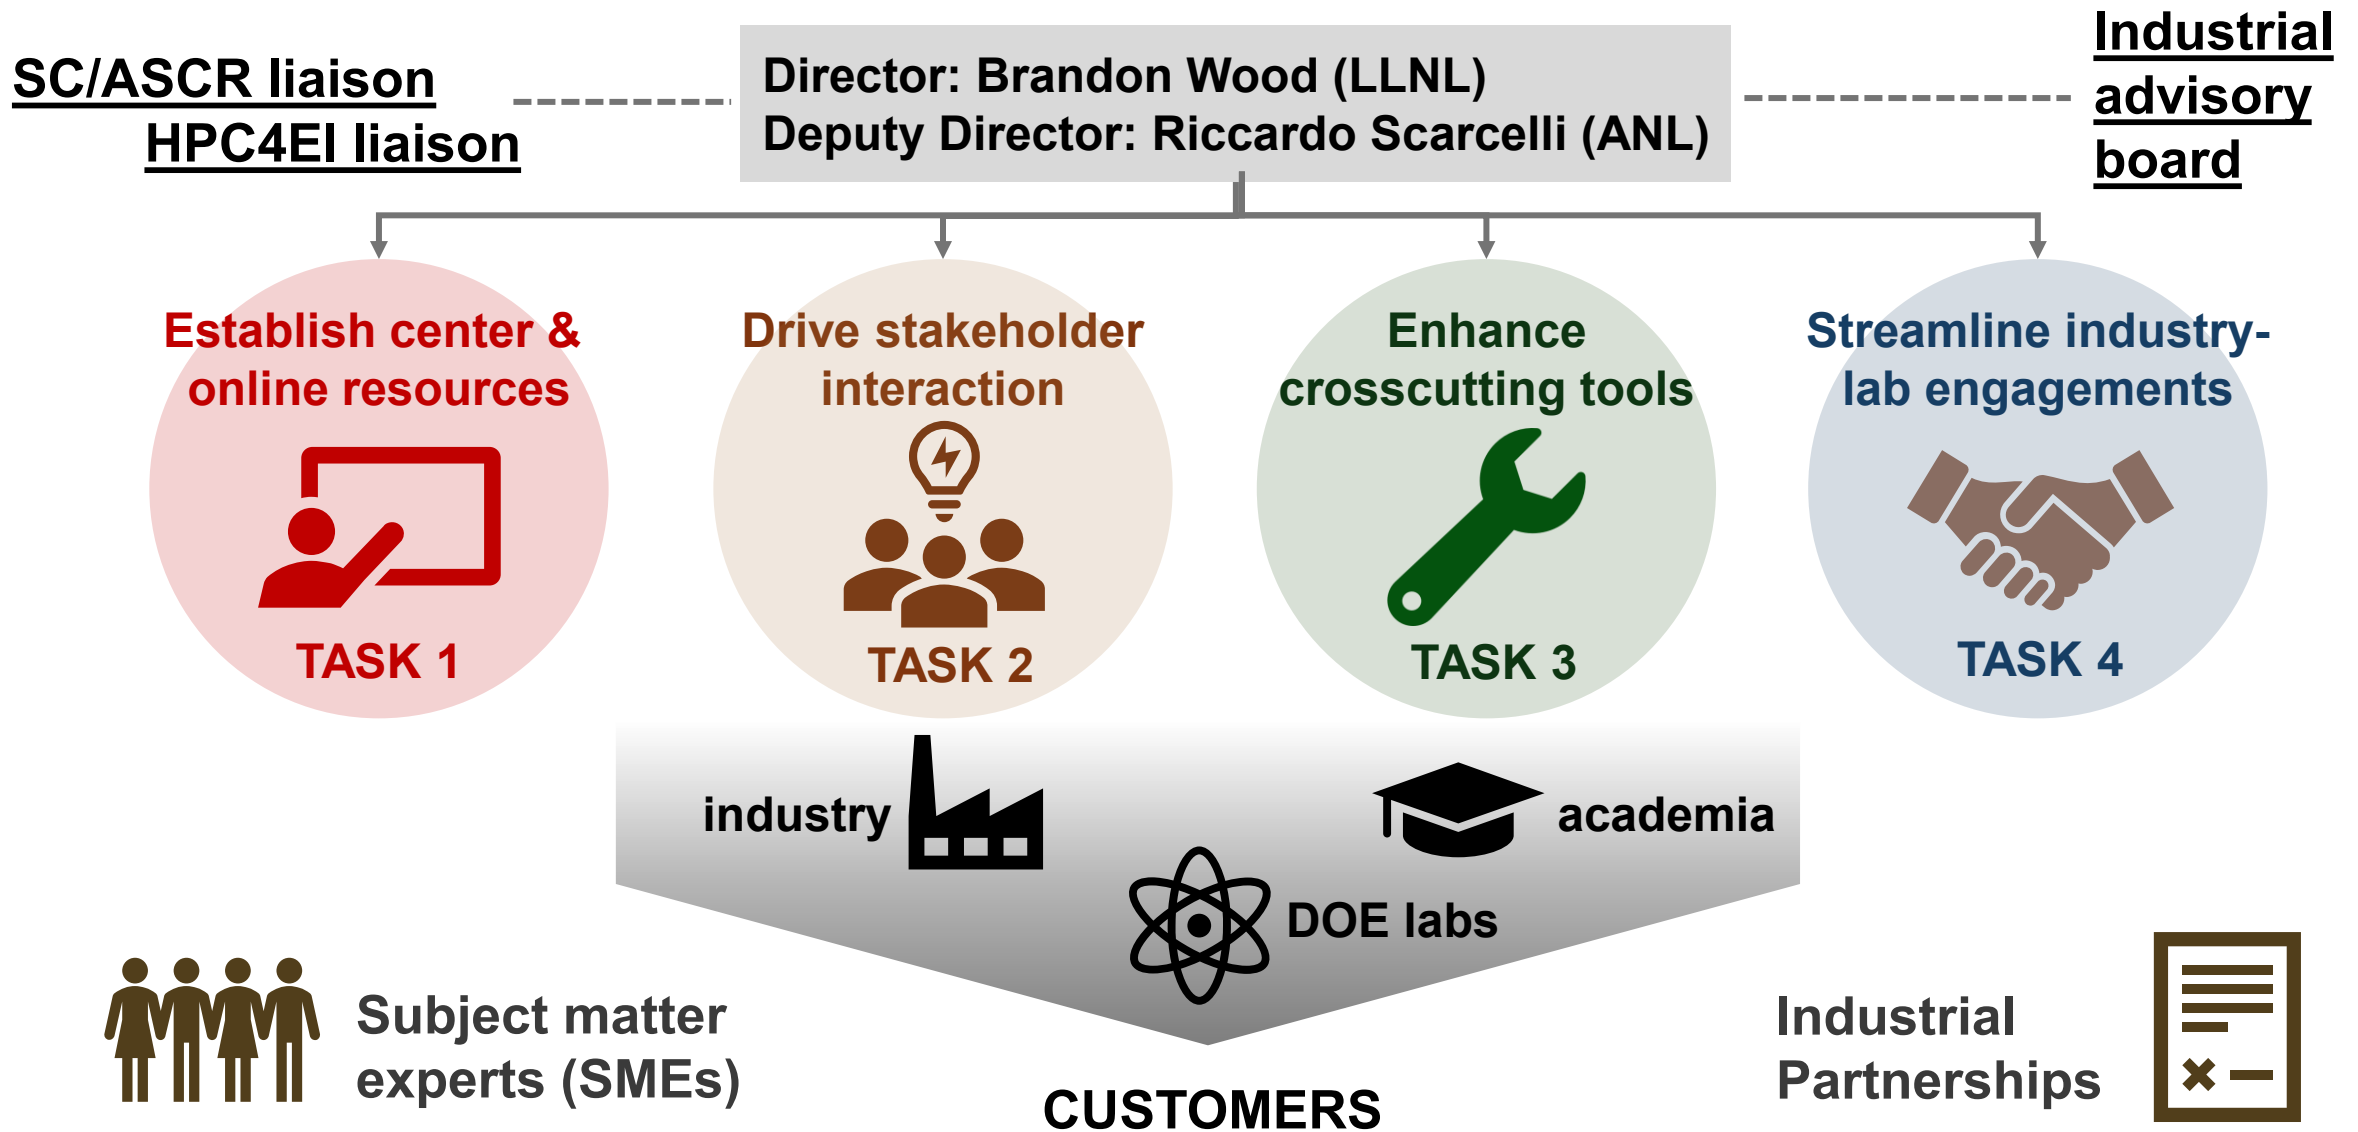 SC/ASCR liaison
HPC4EI liaison
Director: Brandon Wood (LLNL)
Deputy Director: Riccardo Scarcelli (ANL)
Industrial
advisory
board
Establish center &
online resources
TASK 1
Drive stakeholder
interaction
TASK 2
Enhance
crosscutting tools
TASK 3
Streamline industry-
lab engagements
TASK 4
industry
academia
DOE labs
Subject matter
experts (SMEs)
CUSTOMERS
Industrial
Partnerships